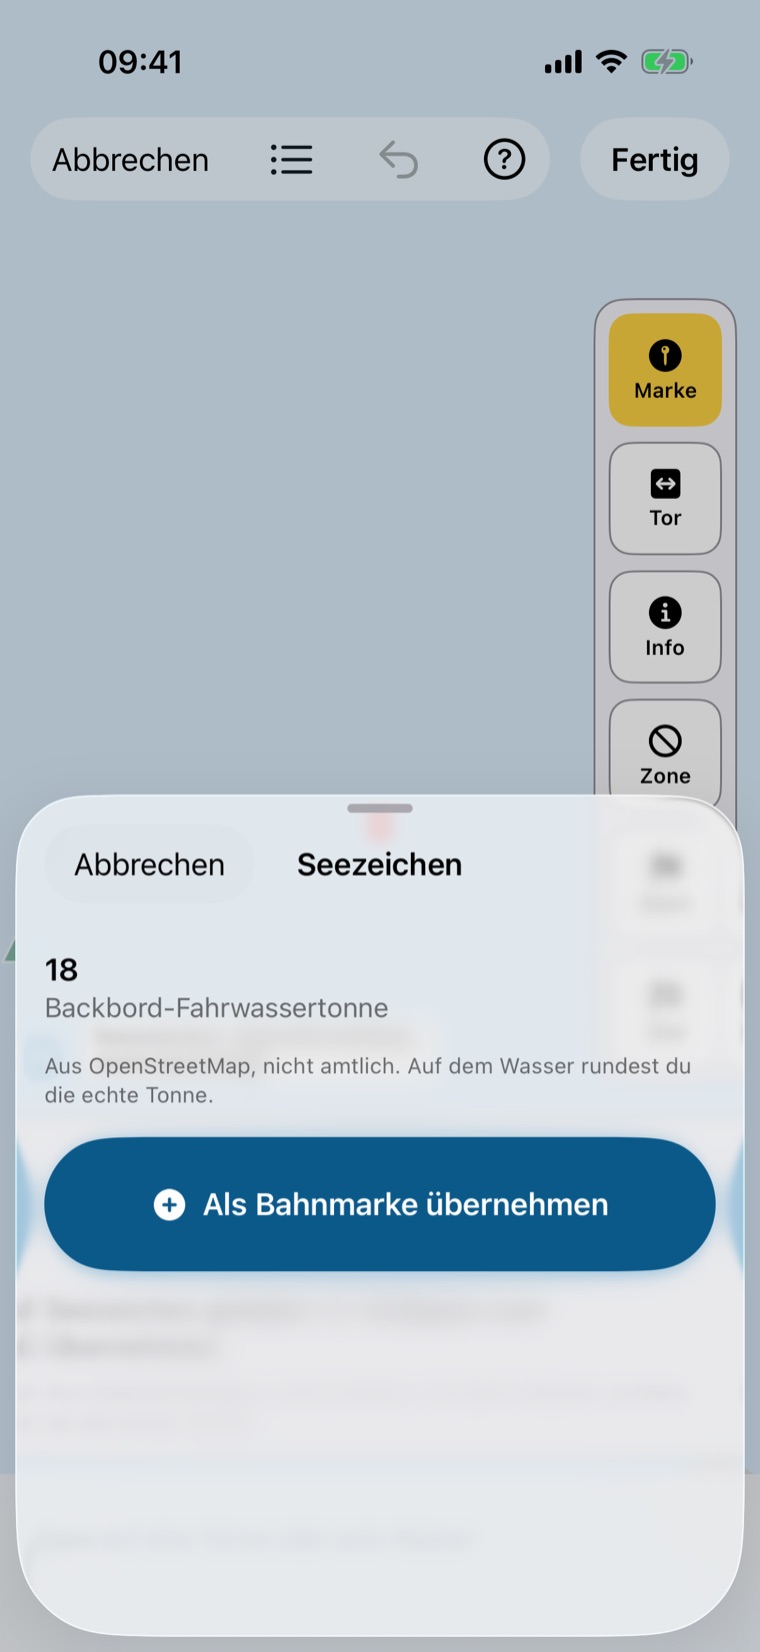 09:41
Abbrechen
Fertig
Marke
Tor
Info
Zone
Abbrechen
Seezeichen
18
Backbord-Fahrwassertonne
Aus OpenStreetMap, nicht amtlich. Auf dem Wasser rundest du
die echte Tonne.
Als Bahnmarke übernehmen